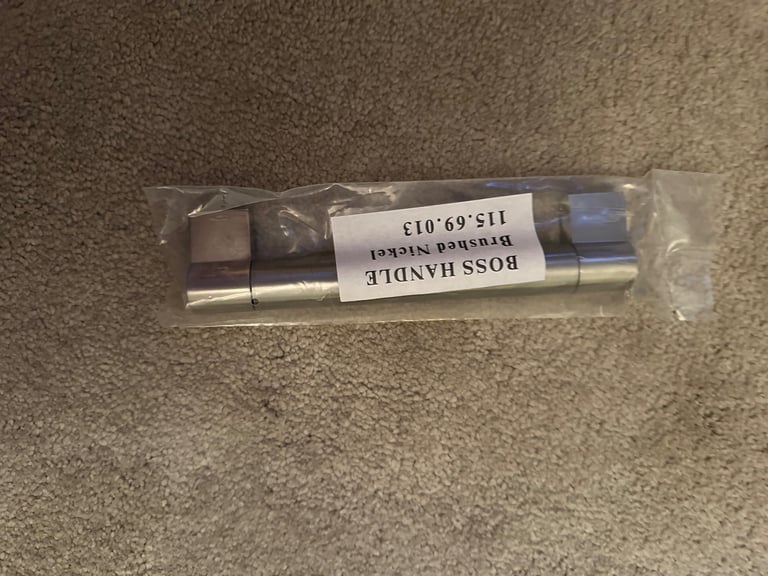 BOSS HANDLE
Brushed Nickel
115.69.013